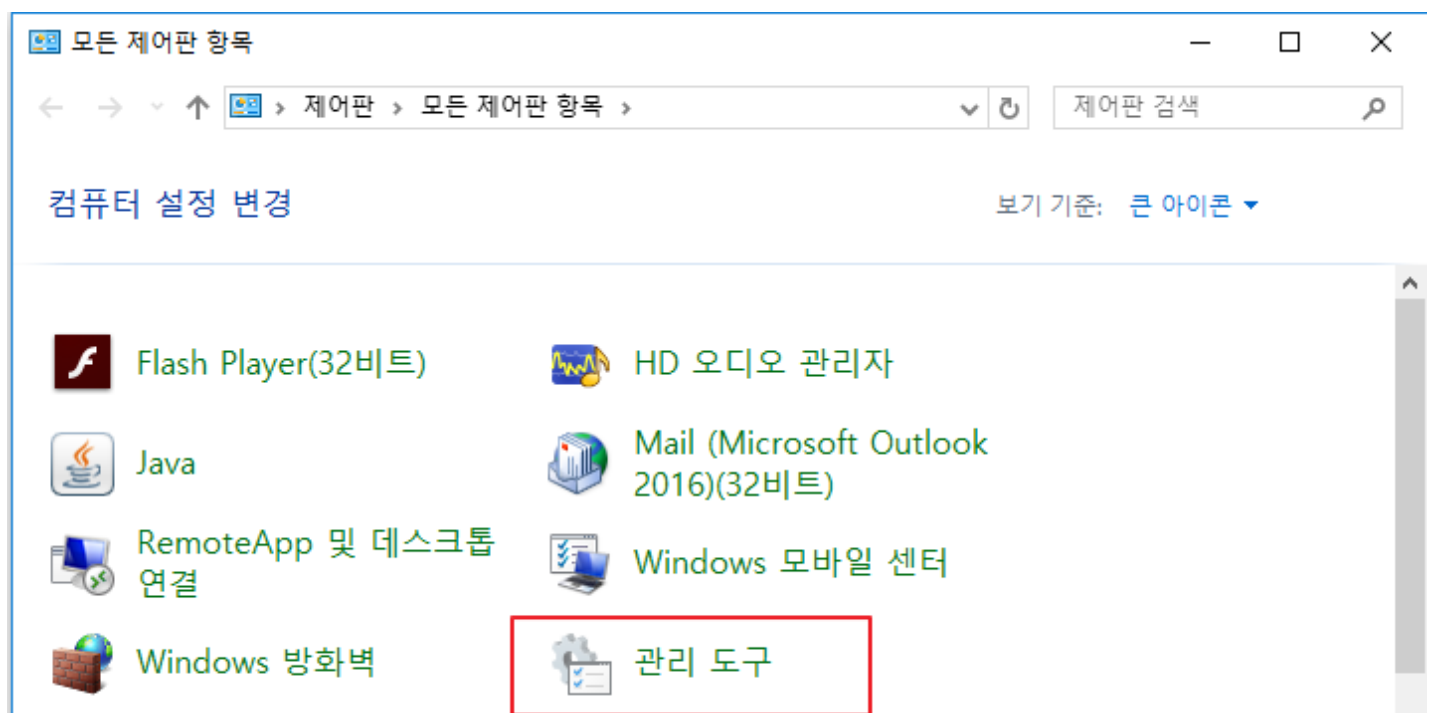 모든 제어판 항목
제어판 › 모든 제어판 항목 ›
제어판 검색
컴퓨터 설정 변경
보기 기준: 큰 아이콘
Flash Player(32비트)
HD 오디오 관리자
Java
Mail (Microsoft Outlook
2016)(32비트)
RemoteApp 및 데스크톱
연결
Windows 모바일 센터
Windows 방화벽
관리 도구